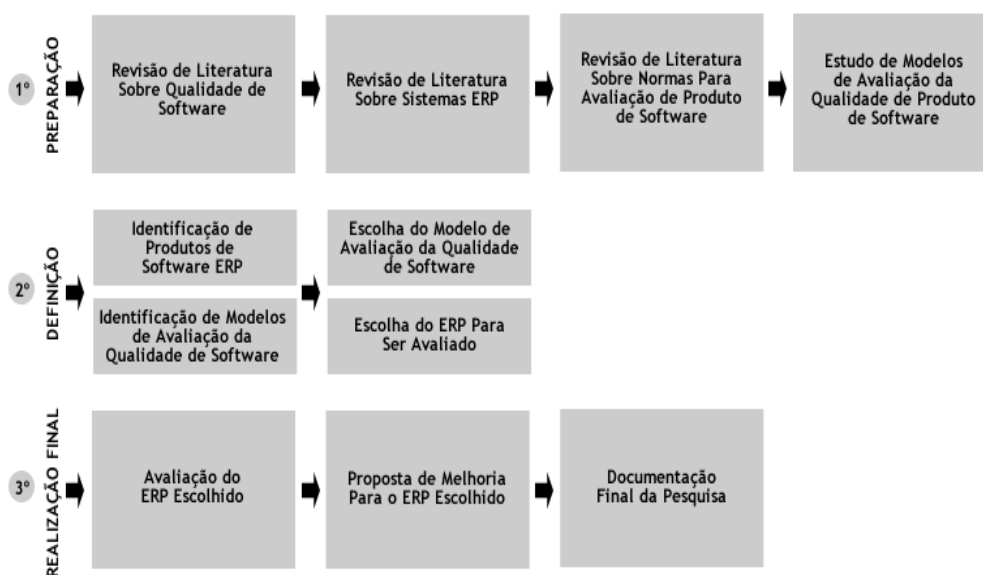 1º
PREPARAÇÃO
Revisão de Literatura
Sobre Qualidade de
Software
Revisão de Literatura
Sobre Sistemas ERP
Revisão de Literatura
Sobre Normas Para
Avaliação de Produto
de Software
Estudo de Modelos
de Avaliação da
Qualidade de Produto
de Software
2º
DEFINIÇÃO
Identificação de
Produtos de
Software ERP
Identificação de Modelos
de Avaliação da
Qualidade de Software
Escolha do Modelo de
Avaliação da Qualidade
de Software
Escolha do ERP Para
Ser Avaliado
3º
REALIZAÇÃO FINAL
Avaliação do
ERP Escolhido
Proposta de Melhoria
Para o ERP Escolhido
Documentação
Final da Pesquisa